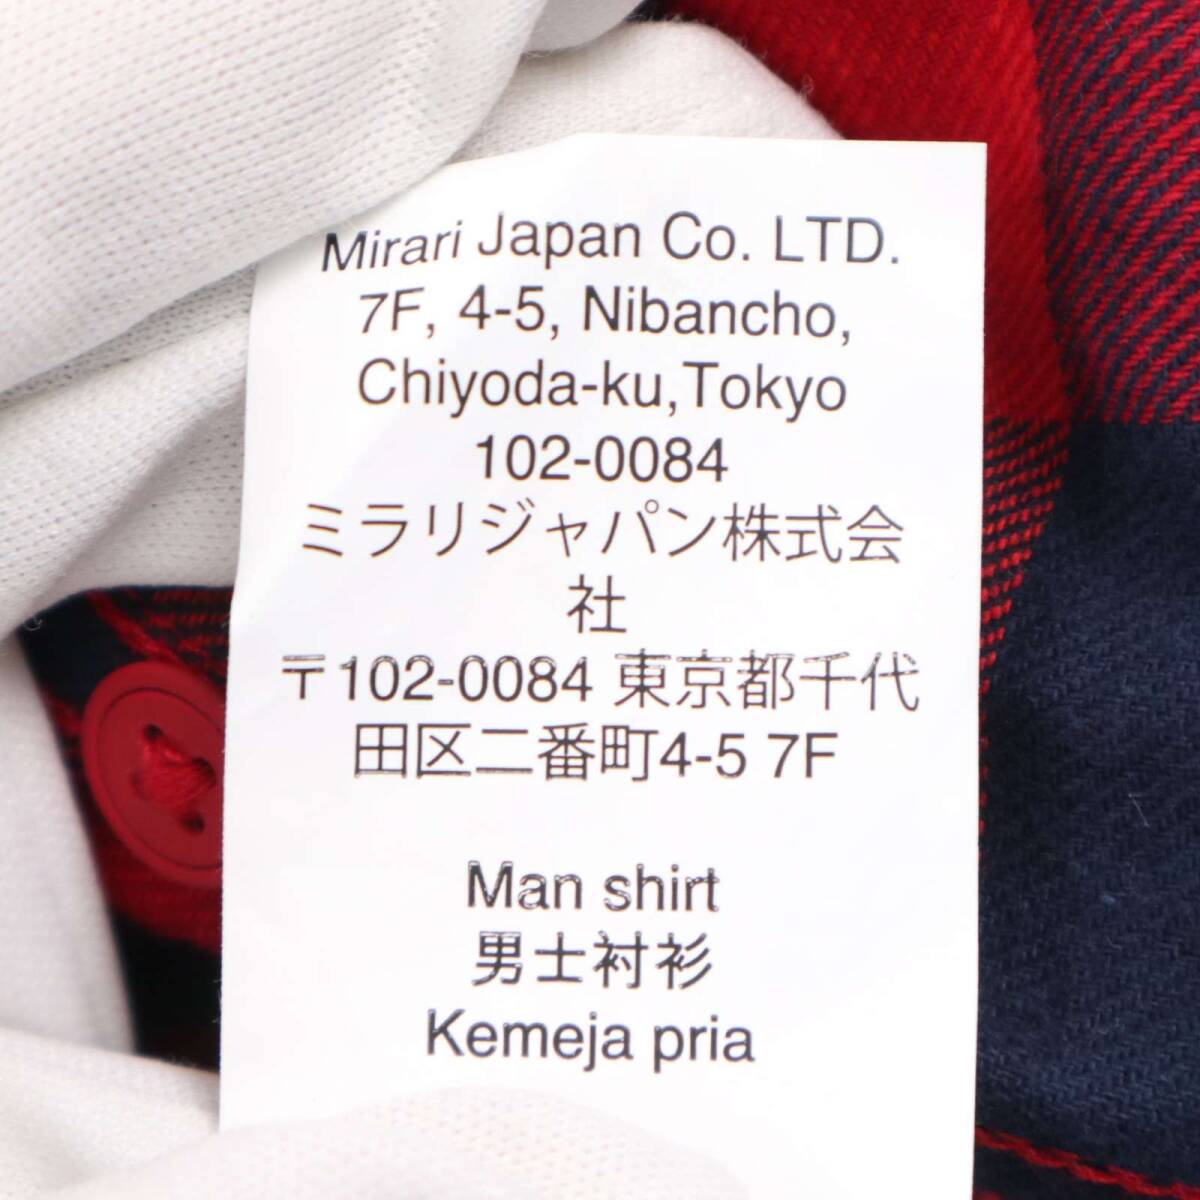 Mirari Japan Co. LTD.
7F, 4-5, Nibancho,
Chiyoda-ku,Tokyo
102-0084
ミラリジャパン株式会
社
〒102-0084 東京都千代
田区二番町4-5 7F
Man shirt
男士衬衫
Kemeja pria